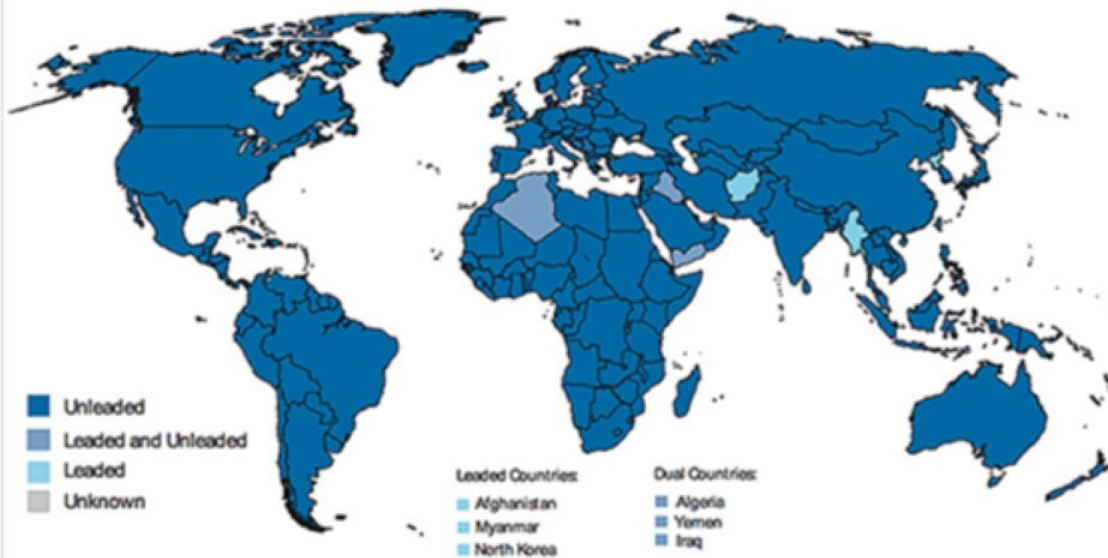 Unleaded
Leaded and Unleaded
Leaded
Unknown
Leaded Countries:
Afghanistan
Myanmar
North Korea
Dual Countries:
Algeria
Yemen
Iraq